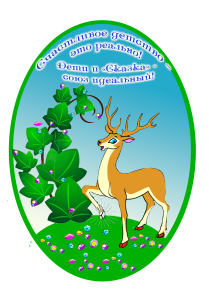 Счастливое детство –
это реально!
Дети и «Сказка» –
союз идеальный!